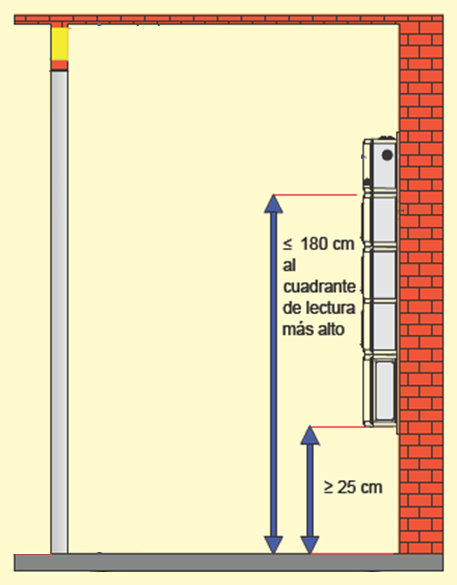 ≤ 180 cm
al
cuadrante
de lectura
más alto
≥ 25 cm